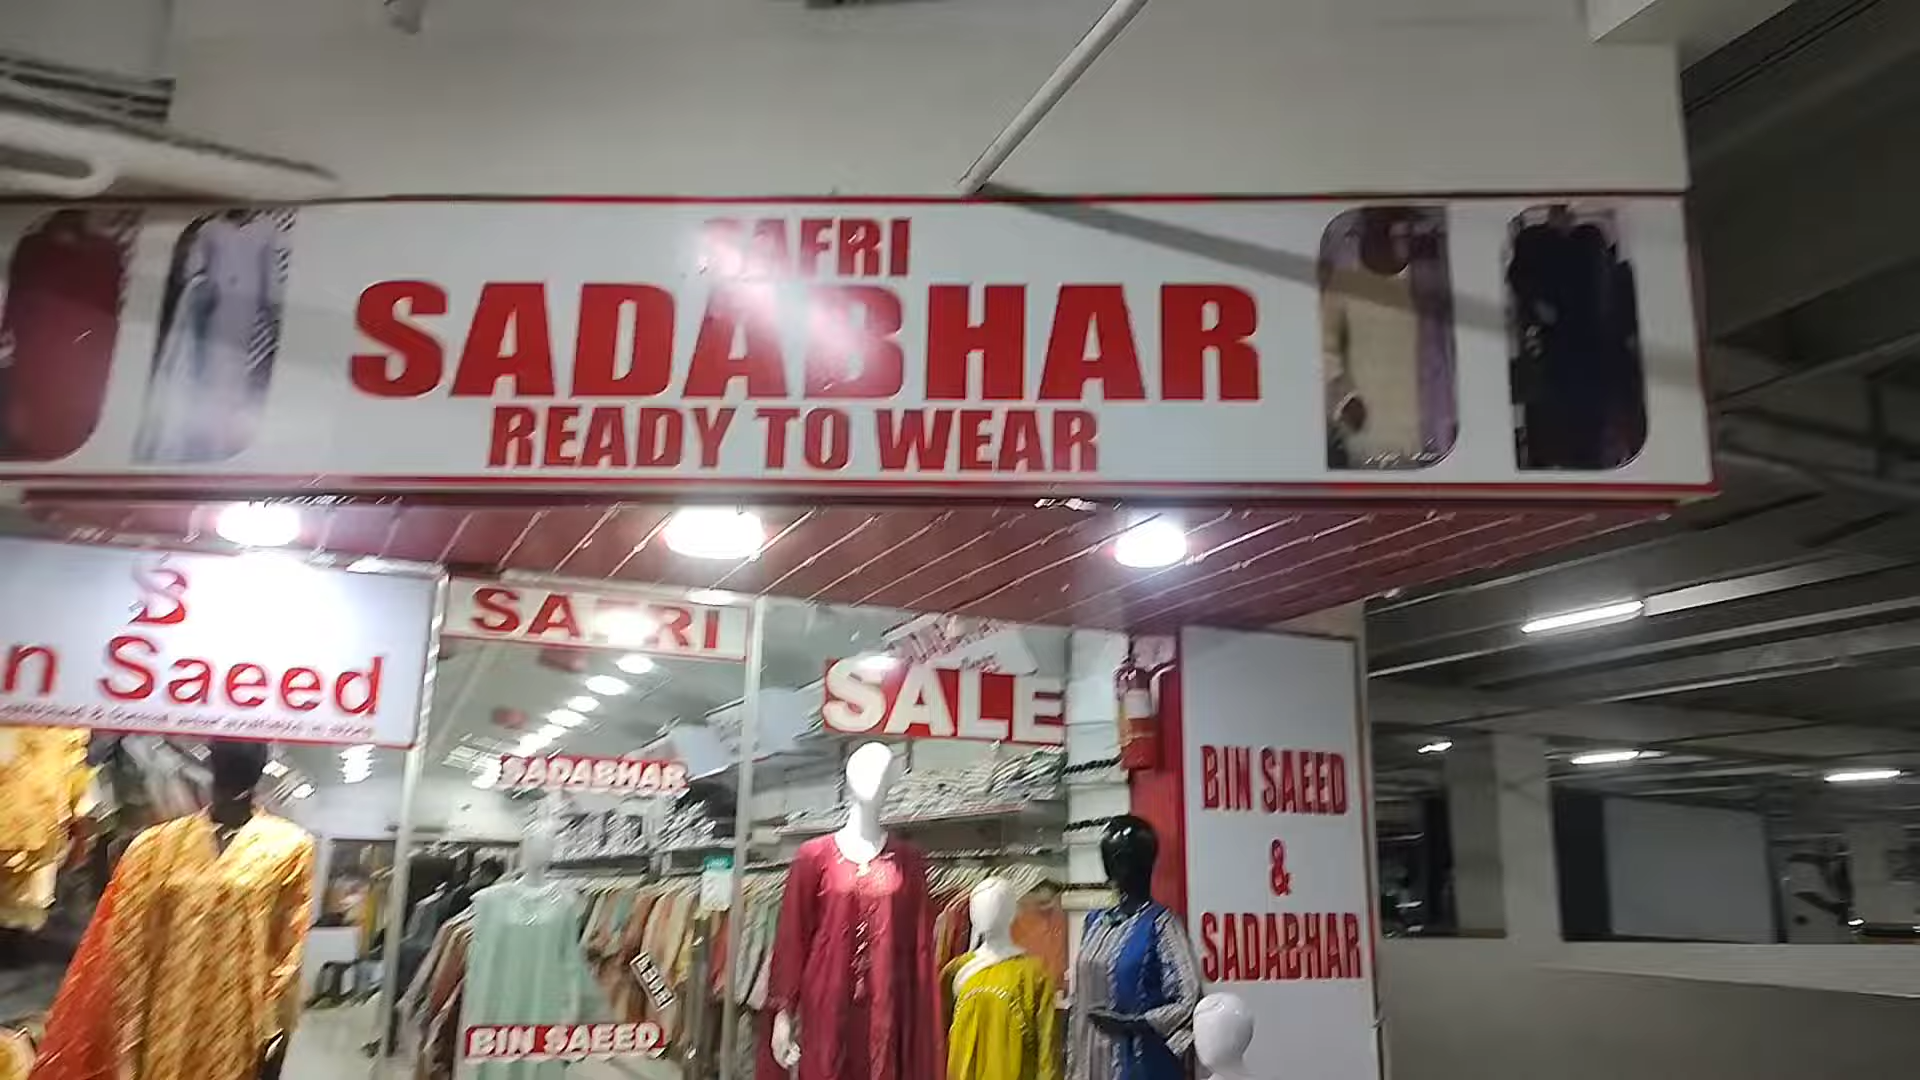 SAFRI
SADABHAR
READY TO WEAR
n Saeed
SAFRI
SALE
SADABHAR
BIN SAEED
BIN SAEED
&
SADABHAR